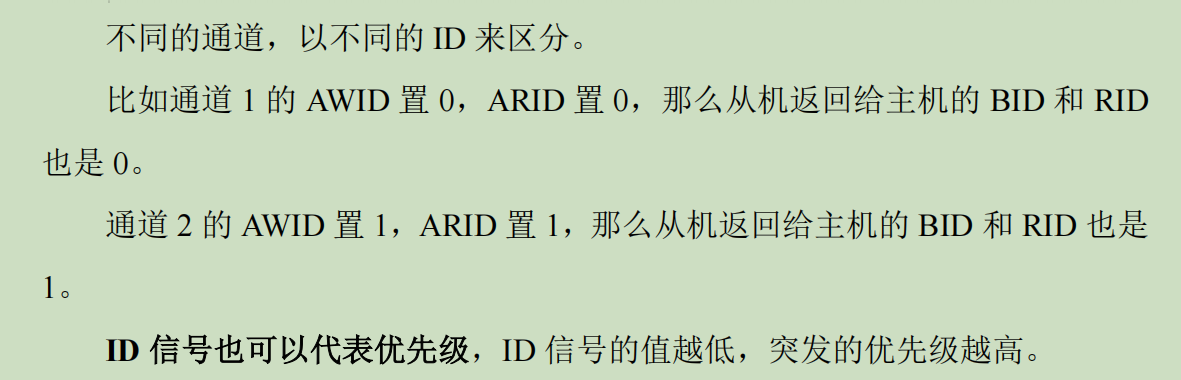 不同的通道，以不同的 ID 来区分。
比如通道 1 的 AWID 置 0，ARID 置 0，那么从机返回给主机的 BID 和 RID
也是 0。
通道 2 的 AWID 置 1，ARID 置 1，那么从机返回给主机的 BID 和 RID 也是
1。
ID 信号也可以代表优先级，ID 信号的值越低，突发的优先级越高。